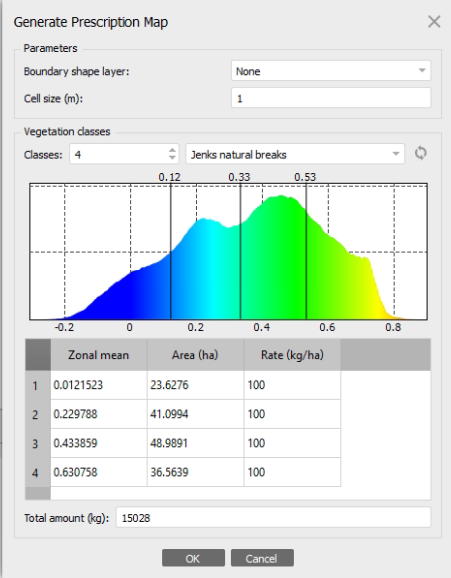 Generate Prescription Map
Parameters
Boundary shape layer: None
Cell size (m): 1
Vegetation classes
Classes: 4 Jenks natural breaks
0.12 0.33 0.53
-0.2 0 0.2 0.4 0.6 0.8
Zonal mean Area (ha) Rate (kg/ha)
1 0.0121523 23.6276 100
2 0.229788 41.0994 100
3 0.433859 48.9891 100
4 0.630758 36.5639 100
Total amount (kg): 15028
OK Cancel